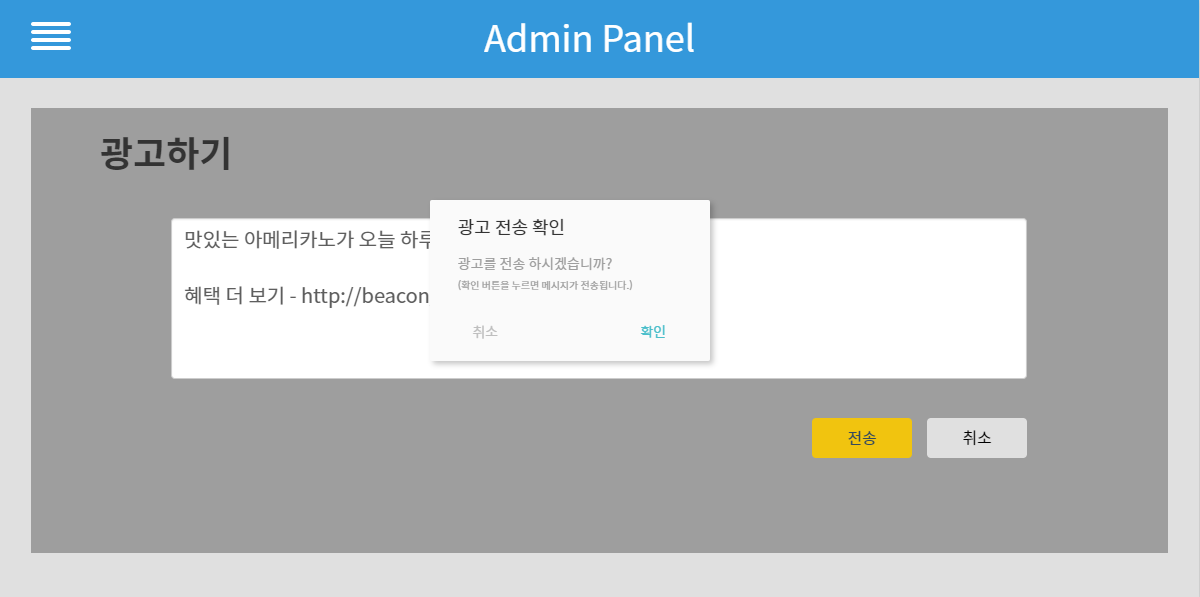 Admin Panel
광고하기
맛있는 아메리카노가 오늘 하루
혜택 더 보기 - http://beacon
광고 전송 확인
광고를 전송 하시겠습니까?
(확인 버튼을 누르면 메시지가 전송됩니다.)
취소 확인
전송 취소